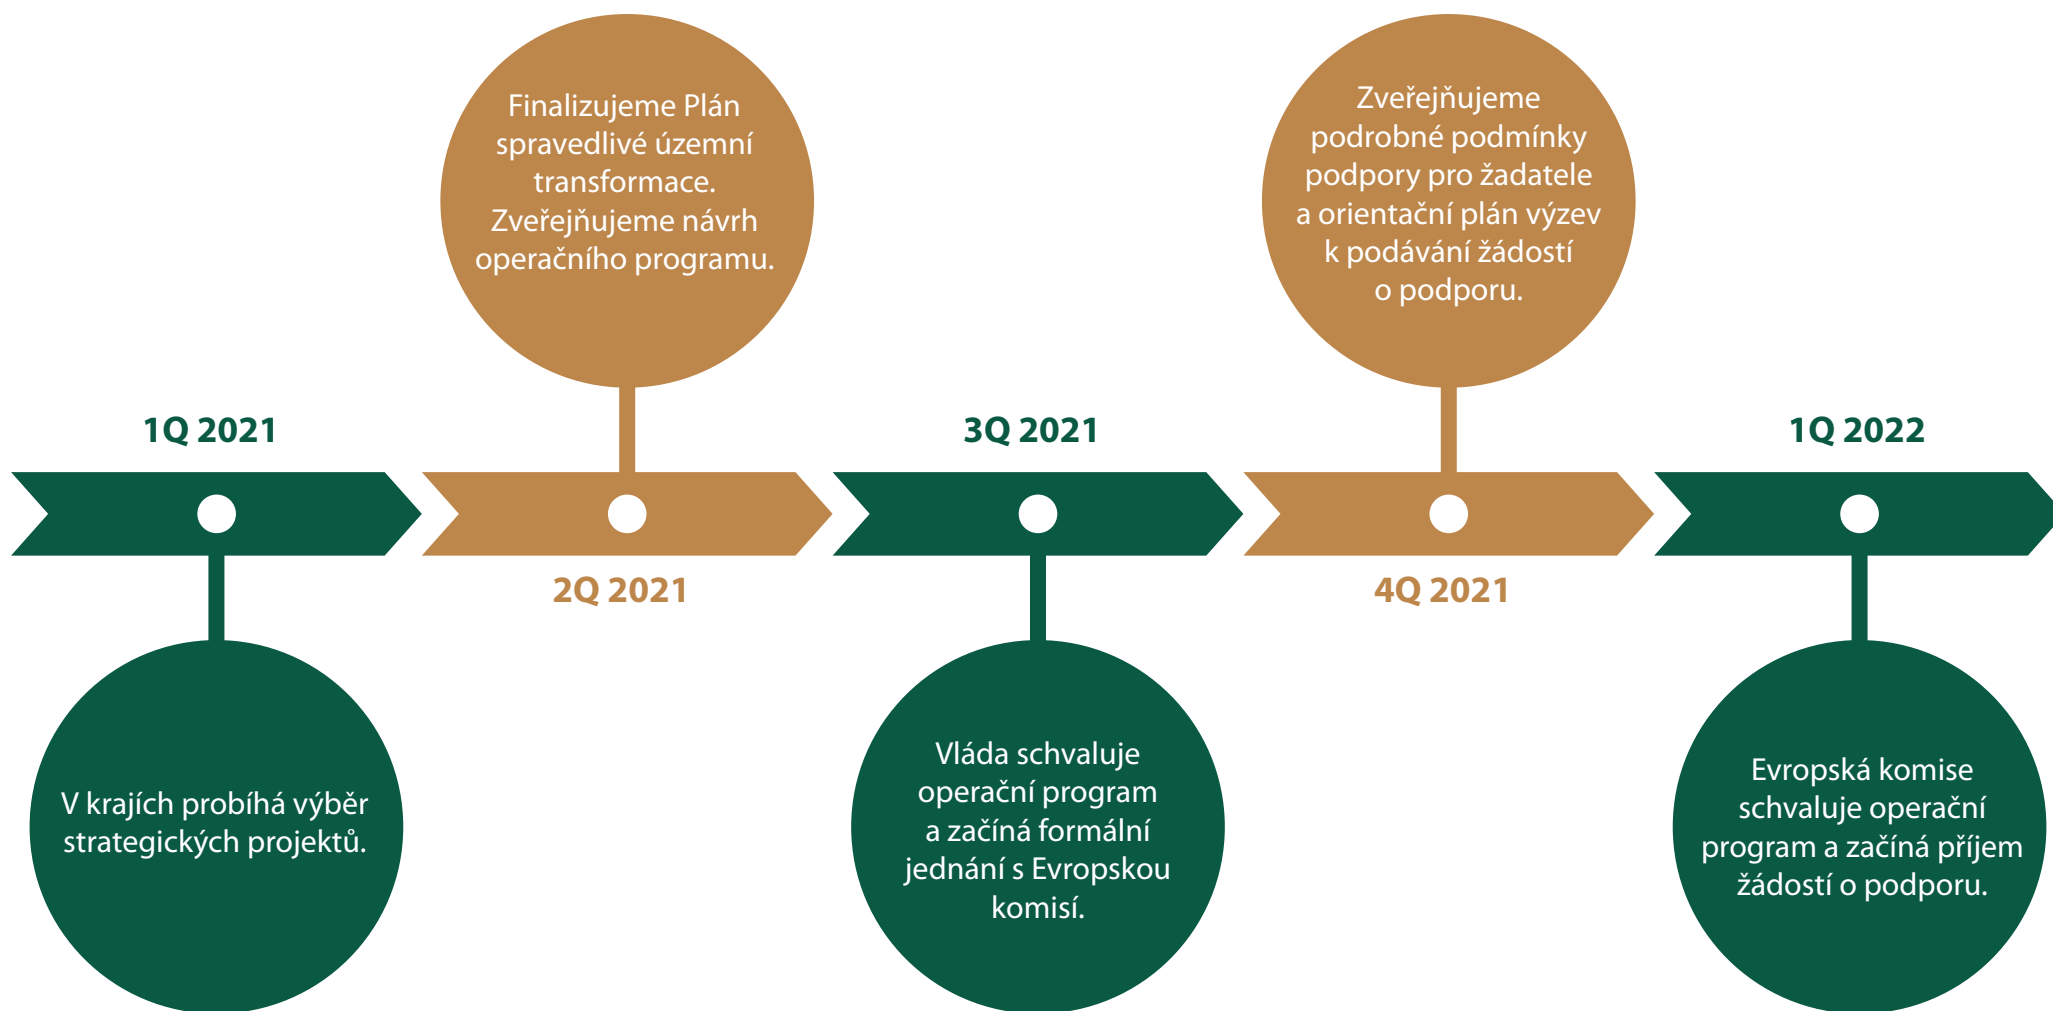 1Q 2021
V krajích probíhá výběr
strategických projektů.
Finalizujeme Plán
spravedlivé územní
transformace.
Zveřejňujeme návrh
operačního programu.
2Q 2021
3Q 2021
Vláda schvaluje
operační program
a začíná formální
jednání s Evropskou
komisí.
Zveřejňujeme
podrobné podmínky
podpory pro žadatele
a orientační plán výzev
k podávání žádostí
o podporu.
4Q 2021
1Q 2022
Evropská komise
schvaluje operační
program a začíná příjem
žádostí o podporu.